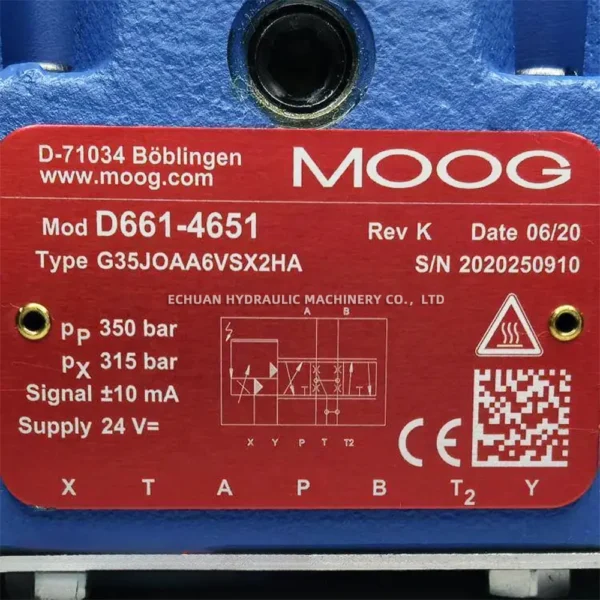 D-71034 Böblingen
www.moog.com
MOOG
Mod D661-4651
Rev K Date 06/20
Type G35JOAA6VSX2HA
S/N 2020250910
ECHUAN HYDRAULIC MACHINERY CO., LTD
A B
pP 350 bar
pX 315 bar
Signal ±10 mA
Supply 24 V=
T T
X Y P T T2
CE
X T A P B T2 Y